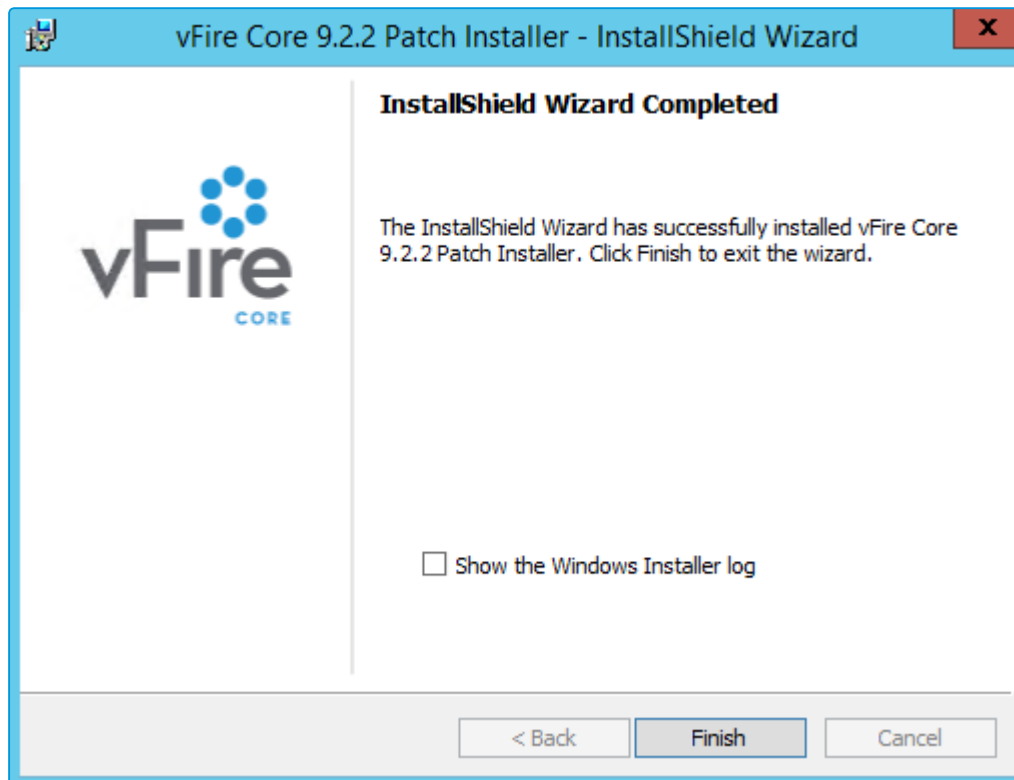 vFire Core 9.2.2 Patch Installer - InstallShield Wizard
x
InstallShield Wizard Completed
vFire
CORE
The InstallShield Wizard has successfully installed vFire Core
9.2.2 Patch Installer. Click Finish to exit the wizard.
Show the Windows Installer log
< Back
Finish
Cancel